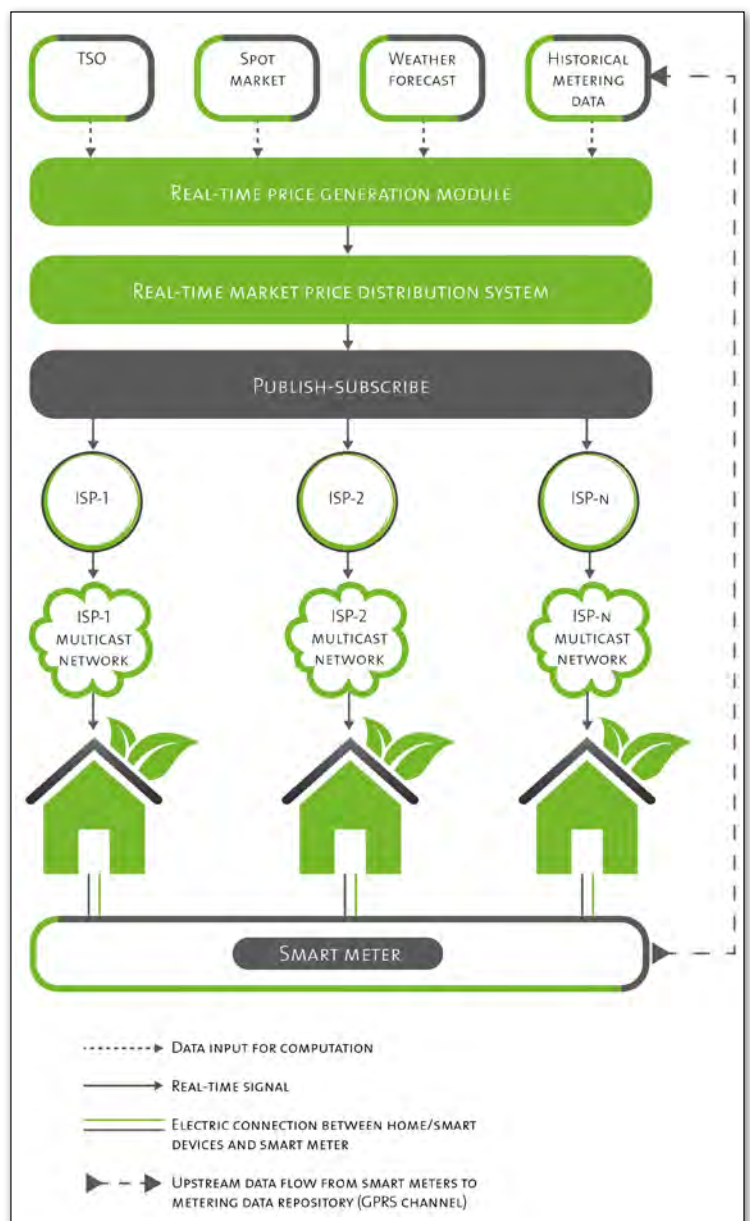 TSO
SPOT
MARKET
WEATHER
FORECAST
HISTORICAL
METERING
DATA
REAL-TIME PRICE GENERATION MODULE
REAL-TIME MARKET PRICE DISTRIBUTION SYSTEM
PUBLISH-SUBSCRIBE
ISP-1
ISP-2
ISP-N
ISP-1
MULTICAST
NETWORK
ISP-2
MULTICAST
NETWORK
ISP-N
MULTICAST
NETWORK
SMART METER
DATA INPUT FOR COMPUTATION
REAL-TIME SIGNAL
ELECTRIC CONNECTION BETWEEN HOME/SMART
DEVICES AND SMART METER
UPSTREAM DATA FLOW FROM SMART METERS TO
METERING DATA REPOSITORY (GPRS CHANNEL)